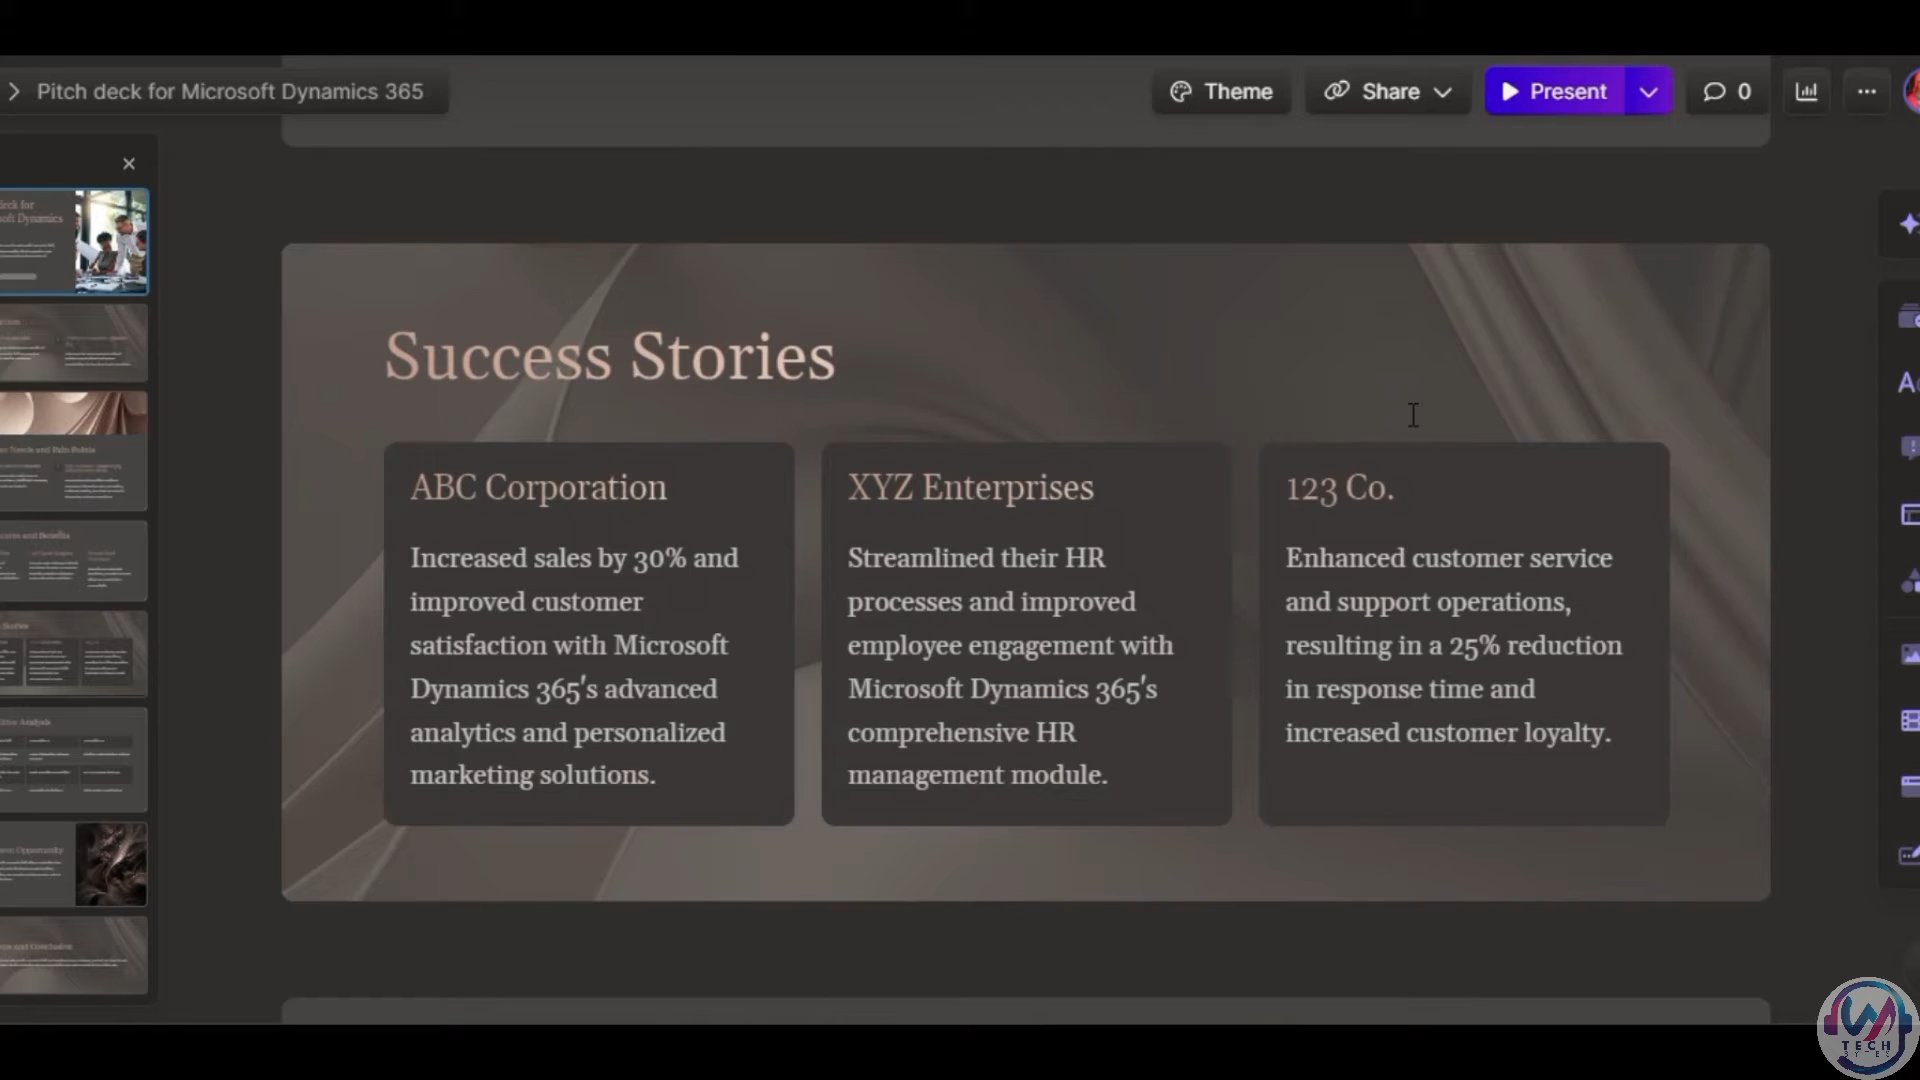 Pitch deck for Microsoft Dynamics 365
Theme
Share
Present
0
Success Stories
ABC Corporation
Increased sales by 30% and
improved customer
satisfaction with Microsoft
Dynamics 365's advanced
analytics and personalized
marketing solutions.
XYZ Enterprises
Streamlined their HR
processes and improved
employee engagement with
Microsoft Dynamics 365's
comprehensive HR
management module.
123 Co.
Enhanced customer service
and support operations,
resulting in a 25% reduction
in response time and
increased customer loyalty.
TECH
BYTES